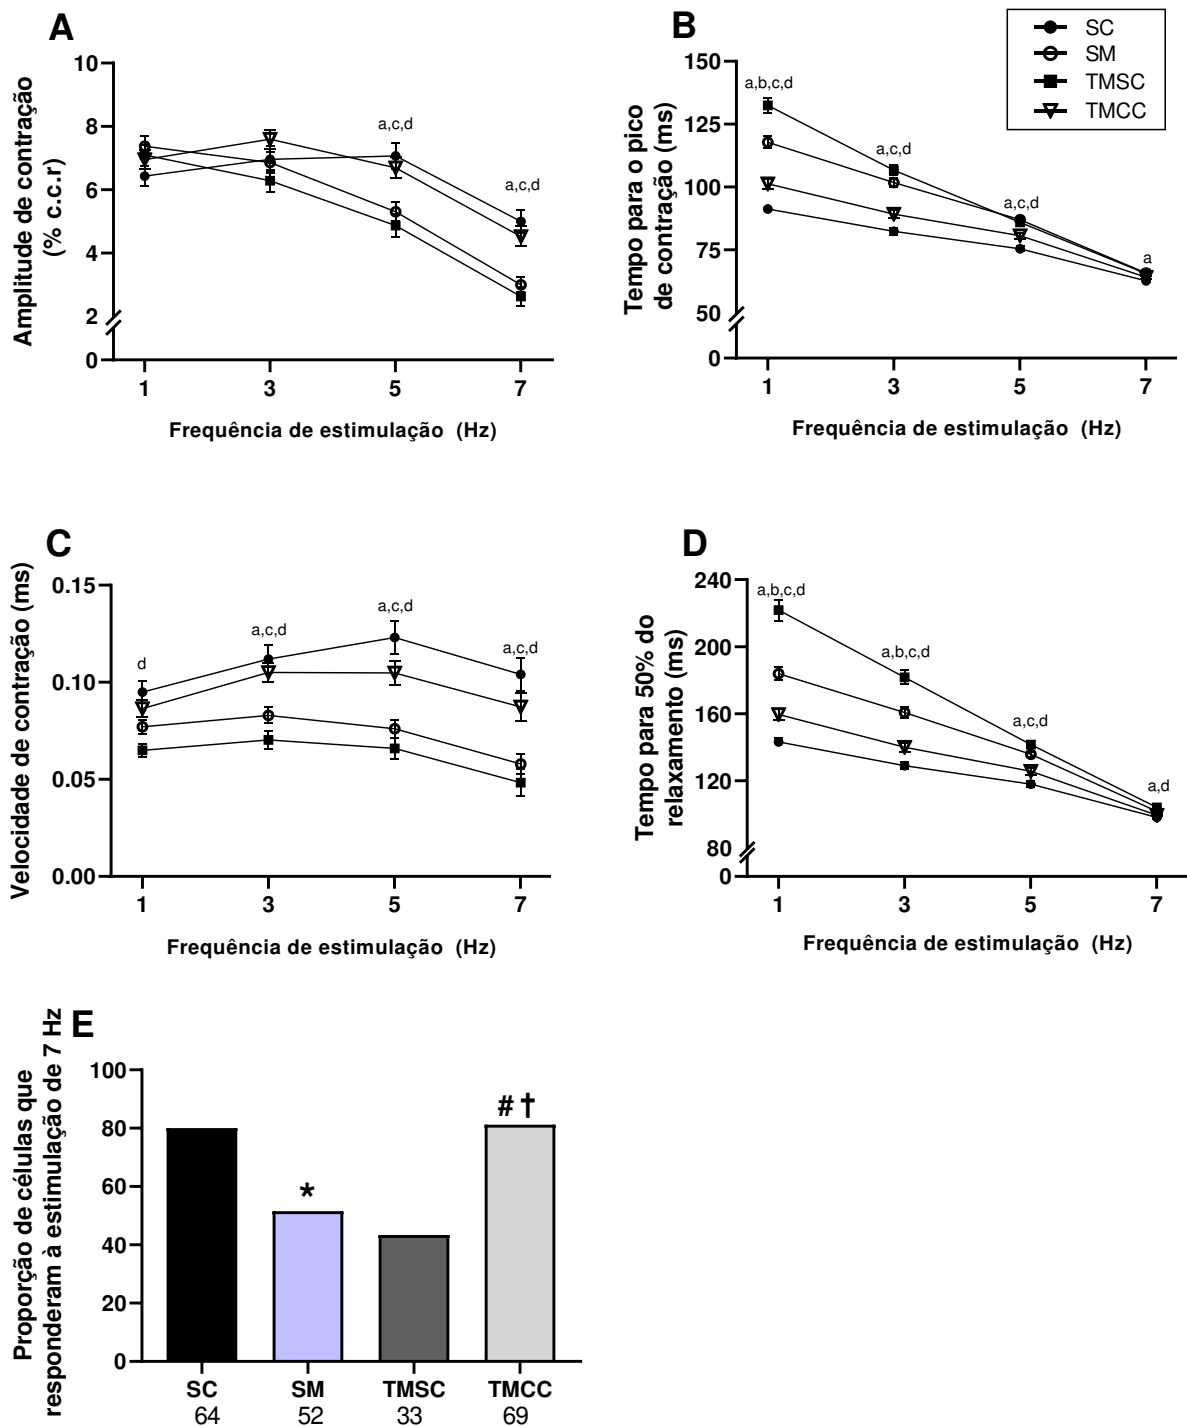 A
Amplitude de contração
(% c.c.r)
10
8
6
4
2
0
a,c,d
a,c,d
1 3 5 7
Frequência de estimulação (Hz)
B
SC
SM
TMSC
TMCC
Tempo para o pico
de contração (ms)
150
125
100
75
50
0
a,b,c,d
a,c,d
a,c,d
a
1 3 5 7
Frequência de estimulação (Hz)
C
Velocidade de contração (ms)
0.15
0.10
0.05
0.00
d
a,c,d
a,c,d
a,c,d
1 3 5 7
Frequência de estimulação (Hz)
D
Tempo para 50% do
relaxamento (ms)
240
200
160
120
80
0
a,b,c,d
a,b,c,d
a,c,d
a,d
1 3 5 7
Frequência de estimulação (Hz)
E
Proporção de células que
responderam à estimulação de 7 Hz
100
80
60
40
20
0
*
# †
SC SM TMSC TMCC
64 52 33 69